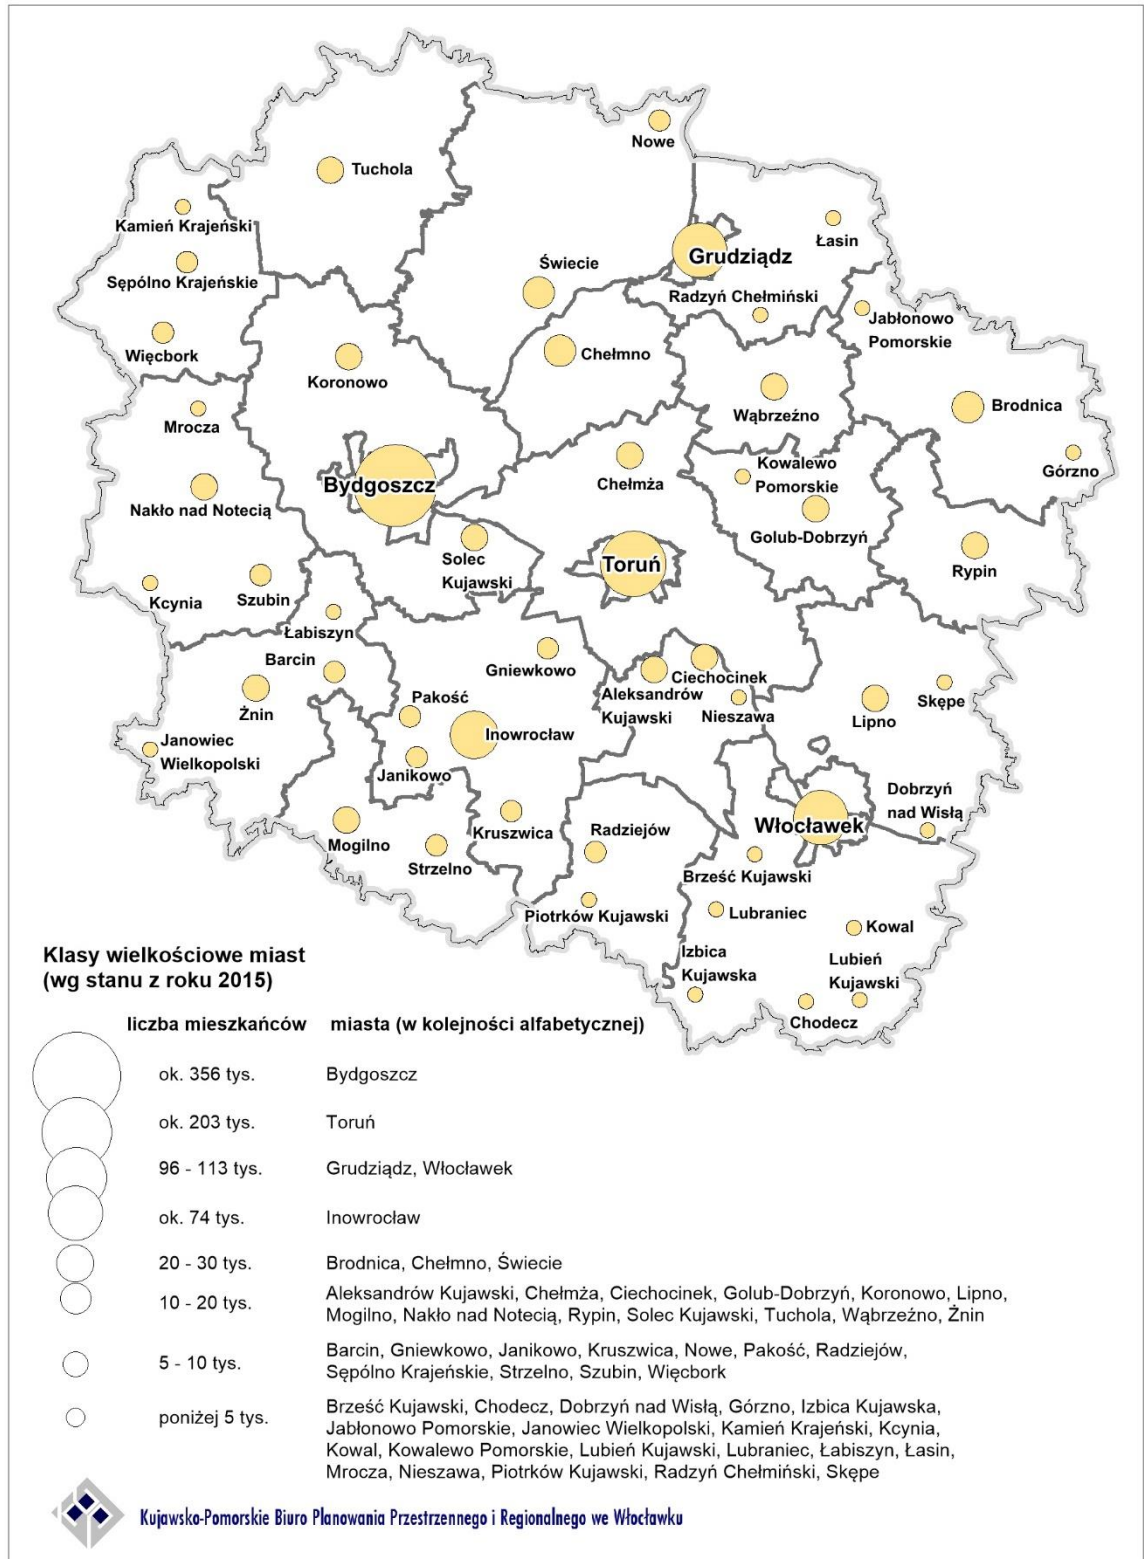 Nowe
Tuchola
Kamień Krajeński
Łasin
Świecie
Grudziądz
Sępólno Krajeńskie
Radzyń Chełmiński
Jabłonowo
Pomorskie
Więcbork
Koronowo
Chełmno
Wąbrzeźno
Brodnica
Mrocza
Chełmża
Kowalewo
Pomorskie
Górzno
Bydgoszcz
Nakło nad Notecią
Golub-Dobrzyń
Solec
Kujawski
Toruń
Rypin
Kcynia
Szubin
Łabiszyn
Barcin
Gniewkowo
Ciechocinek
Aleksandrów
Kujawski
Nieszawa
Skępe
Lipno
Żnin
Pakość
Inowrocław
Janowiec
Wielkopolski
Janikowo
Dobrzyń
nad Wisłą
Włocławek
Kruszwica
Radziejów
Mogilno
Strzelno
Brześć Kujawski
Piotrków Kujawski
Lubraniec
Kowal
Izbica
Kujawska
Lubień
Kujawski
Chodecz
Klasy wielkościowe miast
(wg stanu z roku 2015)
liczba mieszkańców miasta (w kolejności alfabetycznej)
ok. 356 tys. Bydgoszcz
ok. 203 tys. Toruń
96 - 113 tys. Grudziądz, Włocławek
ok. 74 tys. Inowrocław
20 - 30 tys. Brodnica, Chełmno, Świecie
10 - 20 tys. Aleksandrów Kujawski, Chełmża, Ciechocinek, Golub-Dobrzyń, Koronowo, Lipno,
Mogilno, Nakło nad Notecią, Rypin, Solec Kujawski, Tuchola, Wąbrzeźno, Żnin
5 - 10 tys. Barcin, Gniewkowo, Janikowo, Kruszwica, Nowe, Pakość, Radziejów,
Sępólno Krajeńskie, Strzelno, Szubin, Więcbork
poniżej 5 tys. Brześć Kujawski, Chodecz, Dobrzyń nad Wisłą, Górzno, Izbica Kujawska,
Jabłonowo Pomorskie, Janowiec Wielkopolski, Kamień Krajeński, Kcynia,
Kowal, Kowalewo Pomorskie, Lubień Kujawski, Lubraniec, Łabiszyn, Łasin,
Mrocza, Nieszawa, Piotrków Kujawski, Radzyń Chełmiński, Skępe
Kujawsko-Pomorskie Biuro Planowania Przestrzennego i Regionalnego we Włocławku